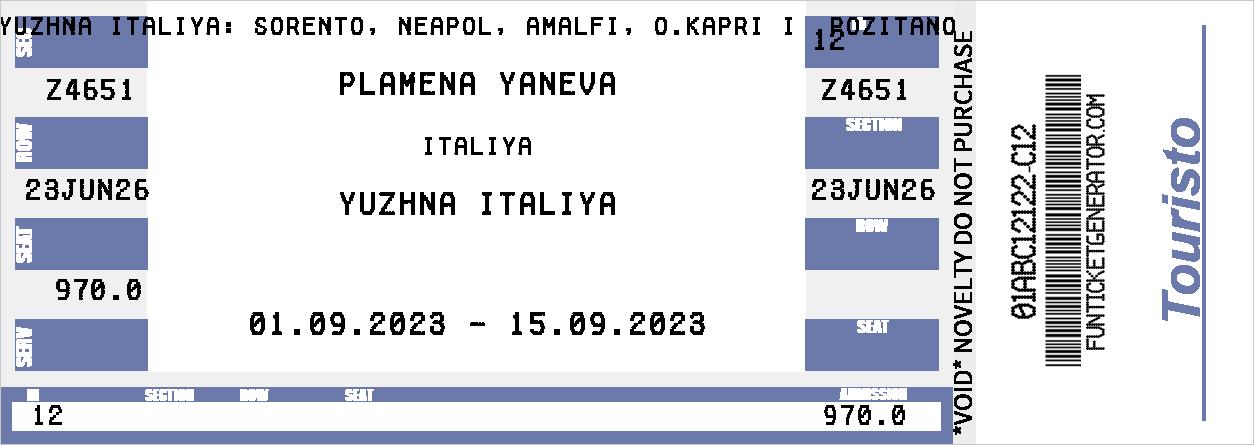 YUZHNA ITALIYA: SORENTO, NEAPOL, AMALFI, O.KAPRI I POZITANO
12
PLAMENA YANEVA
Z4651
Z4651
ITALIYA
SECTION
ROW
23JUN26
YUZHNA ITALIYA
23JUN26
ROW
SEAT
970.0
01.09.2023 - 15.09.2023
SEAT
SERV
SECTION
ROW
SEAT
ADMISSION
12
970.0
*VOID* NOVELTY DO NOT PURCHASE
01ABC12122-C12
FUNTICKETGENERATOR.COM
Touristo